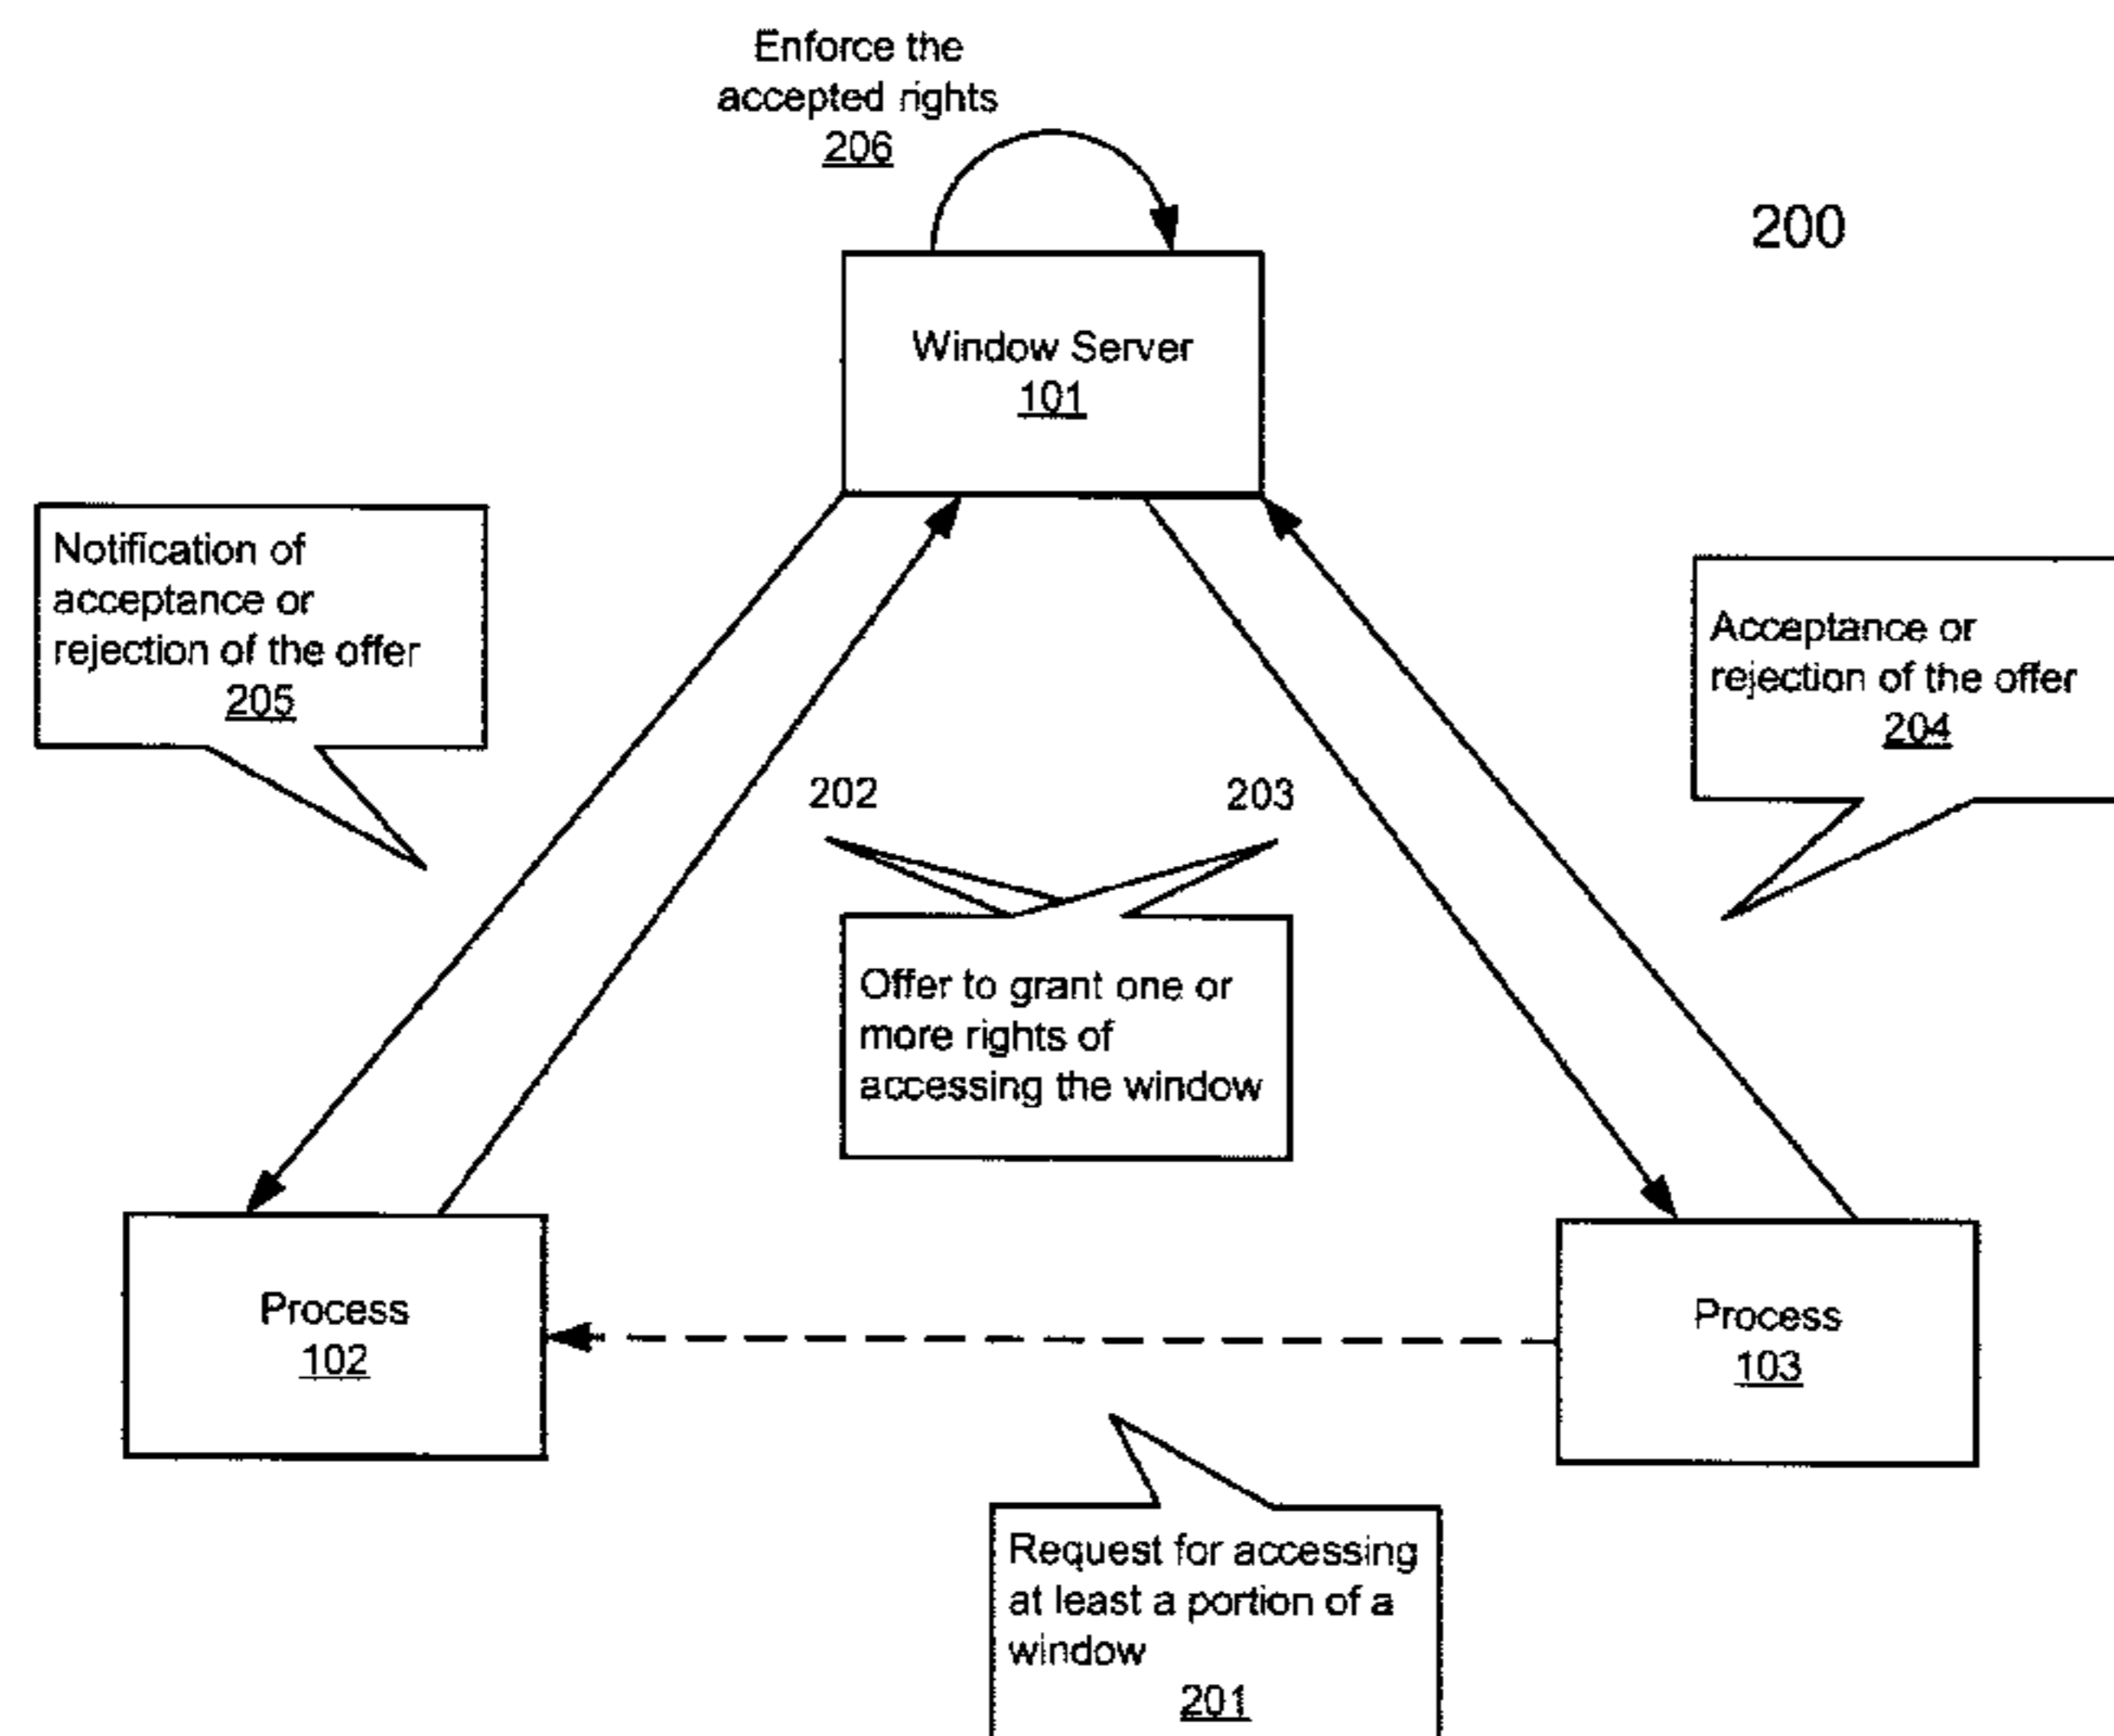 Enforce the
accepted rights
206
200
Window Server
101
Notification of
acceptance or
rejection of the offer
205
Acceptance or
rejection of the offer
204
202
203
Offer to grant one or
more rights of
accessing the window
Process
102
Process
103
Request for accessing
at least a portion of a
window
201